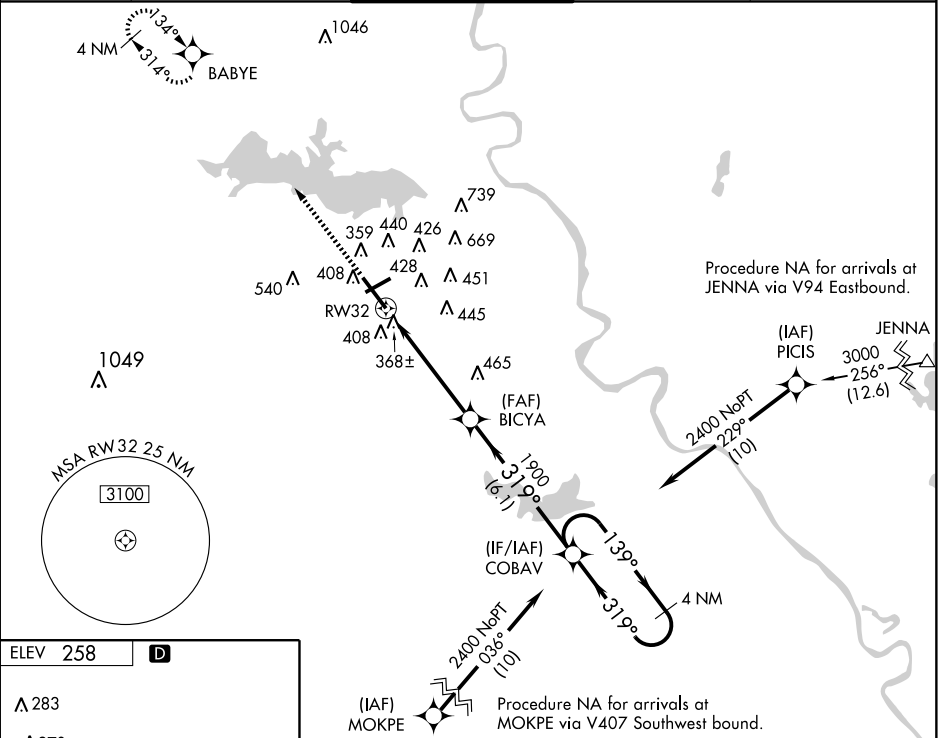 1046
134°
4 NM
314°
BABYE
739
359
440
426
669
408
428
451
540
RW32
445
408
368±
465
1049
Procedure NA for arrivals at
JENNA via V94 Eastbound.
(IAF)
PICIS
JENNA
3000
256°
(12.6)
2400 NoPT
229°
(10)
(FAF)
BICYA
1900
319°
(6.1)
MSA RW32 25 NM
3100
(IF/IAF)
COBAV
139°
319°
4 NM
2400 NoPT
036°
(10)
(IAF)
MOKPE
Procedure NA for arrivals at
MOKPE via V407 Southwest bound.
ELEV 258 D
283